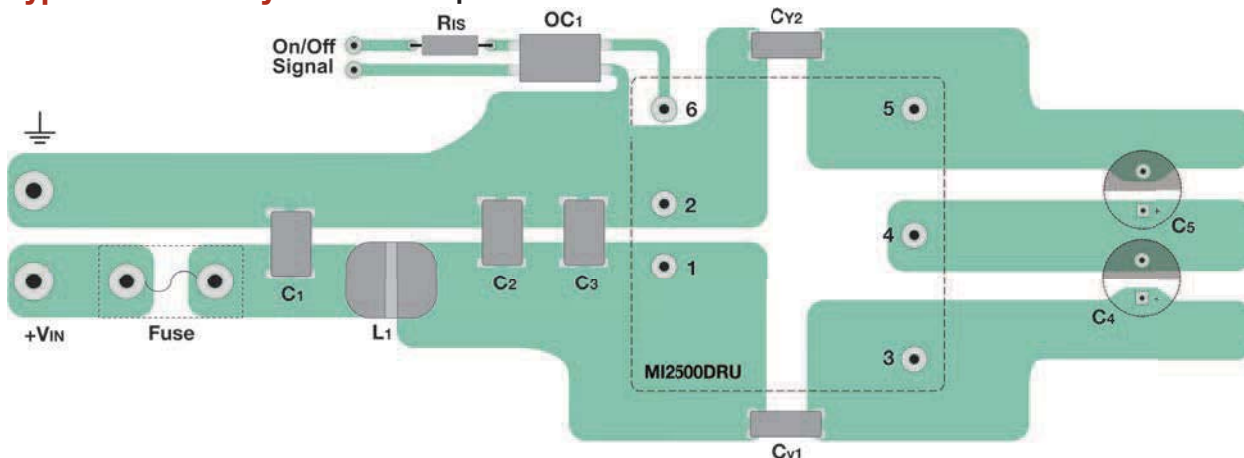 RIS
OC1
CY2
On/Off
Signal
6
5
2
4
1
3
C1
C2
C3
C5
C4
+VIN
Fuse
L1
MI2500DRU
CY1
+
-